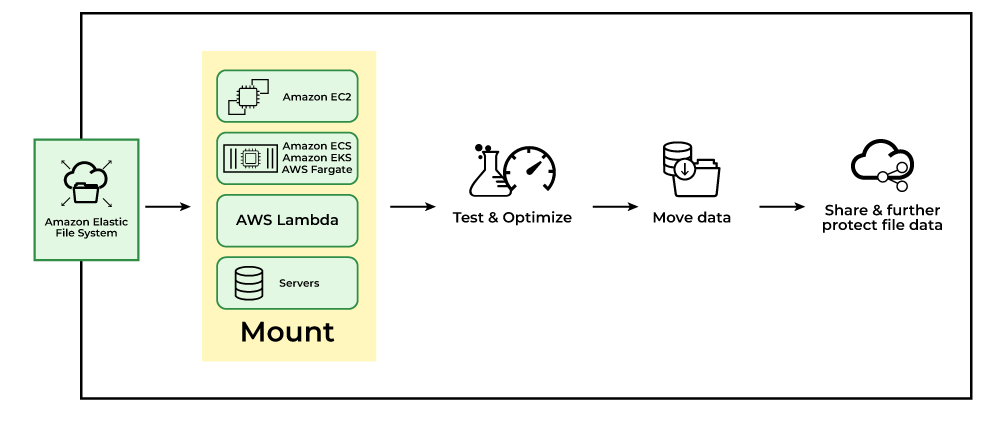 Amazon Elastic
File System
Amazon EC2
Amazon ECS
Amazon EKS
AWS Fargate
AWS Lambda
Servers
Mount
Test & Optimize
Move data
Share & further
protect file data